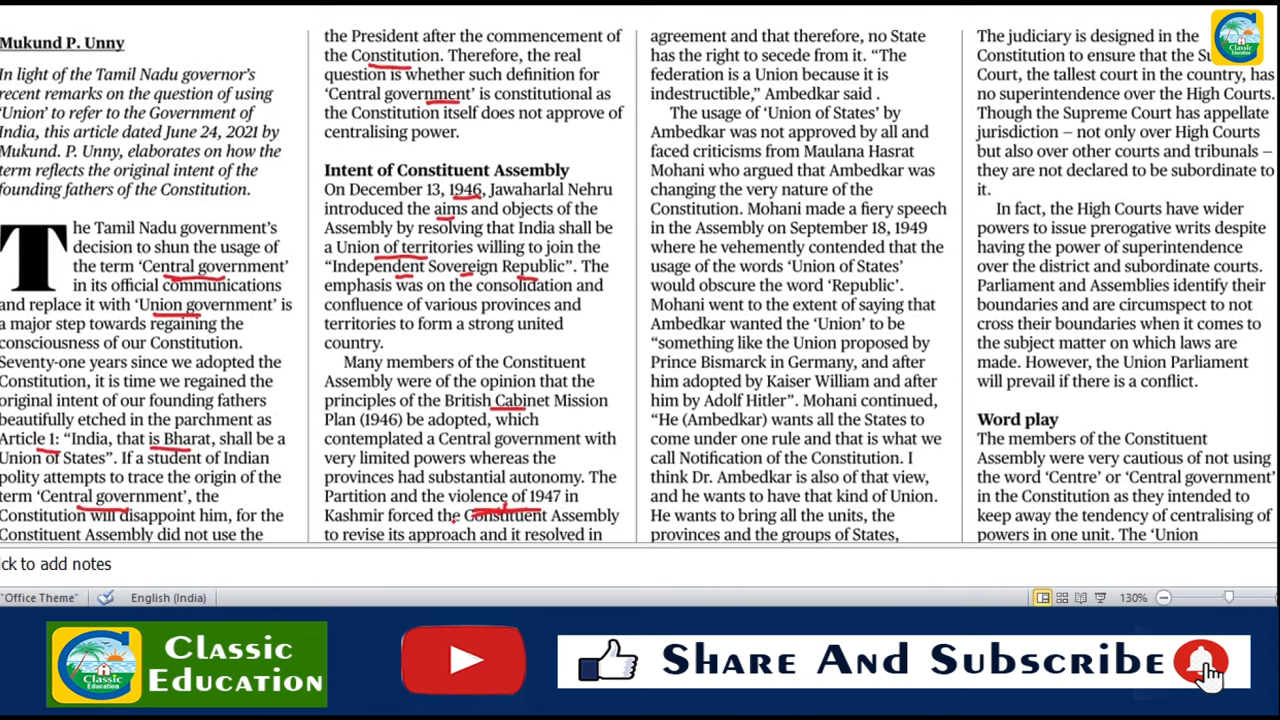 Mukund P. Unny
In light of the Tamil Nadu governor's
recent remarks on the question of using
'Union' to refer to the Government of
India, this article dated June 24, 2021 by
Mukund. P. Unny, elaborates on how the
term reflects the original intent of the
founding fathers of the Constitution.
The Tamil Nadu government's
decision to shun the usage of
the term 'Central government'
in its official communications
and replace it with 'Union government' is
a major step towards regaining the
consciousness of our Constitution.
Seventy-one years since we adopted the
Constitution, it is time we regained the
original intent of our founding fathers
beautifully etched in the parchment as
Article 1: "India, that is Bharat, shall be a
Union of States". If a student of Indian
polity attempts to trace the origin of the
term 'Central government', the
Constitution will disappoint him, for the
Constituent Assembly did not use the
the President after the commencement of
the Constitution. Therefore, the real
question is whether such definition for
'Central government' is constitutional as
the Constitution itself does not approve of
centralising power.
Intent of Constituent Assembly
On December 13, 1946, Jawaharlal Nehru
introduced the aims and objects of the
Assembly by resolving that India shall be
a Union of territories willing to join the
"Independent Sovereign Republic". The
emphasis was on the consolidation and
confluence of various provinces and
territories to form a strong united
country.
Many members of the Constituent
Assembly were of the opinion that the
principles of the British Cabinet Mission
Plan (1946) be adopted, which
contemplated a Central government with
very limited powers whereas the
provinces had substantial autonomy. The
Partition and the violence of 1947 in
Kashmir forced the Constituent Assembly
to revise its approach and it resolved in
agreement and that therefore, no State
has the right to secede from it. "The
federation is a Union because it is
indestructible," Ambedkar said .
The usage of 'Union of States' by
Ambedkar was not approved by all and
faced criticisms from Maulana Hasrat
Mohani who argued that Ambedkar was
changing the very nature of the
Constitution. Mohani made a fiery speech
in the Assembly on September 18, 1949
where he vehemently contended that the
usage of the words 'Union of States'
would obscure the word 'Republic'.
Mohani went to the extent of saying that
Ambedkar wanted the 'Union' to be
"something like the Union proposed by
Prince Bismarck in Germany, and after
him adopted by Kaiser William and after
him by Adolf Hitler". Mohani continued,
"He (Ambedkar) wants all the States to
come under one rule and that is what we
call Notification of the Constitution. I
think Dr. Ambedkar is also of that view,
and he wants to have that kind of Union.
He wants to bring all the units, the
provinces and the groups of States,
The judiciary is designed in the
Constitution to ensure that the
Court, the tallest court in the country, has
no superintendence over the High Courts.
Though the Supreme Court has appellate
jurisdiction — not only over High Courts
but also over other courts and tribunals —
they are not declared to be subordinate to
it.
In fact, the High Courts have wider
powers to issue prerogative writs despite
having the power of superintendence
over the district and subordinate courts.
Parliament and Assemblies identify their
boundaries and are circumspect to not
cross their boundaries when it comes to
the subject matter on which laws are
made. However, the Union Parliament
will prevail if there is a conflict.
Word play
The members of the Constituent
Assembly were very cautious of not using
the word 'Centre' or 'Central government'
in the Constitution as they intended to
keep away the tendency of centralising of
powers in one unit. The 'Union
Classic
Education
ck to add notes
"Office Theme"
English (India)
130%
Classic
Education
Classic
Education
Share And Subscribe